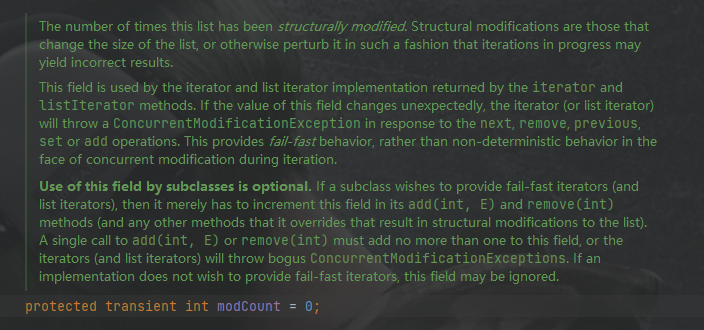 The number of times this list has been structurally modified. Structural modifications are those that
change the size of the list, or otherwise perturb it in such a fashion that iterations in progress may
yield incorrect results.
This field is used by the iterator and list iterator implementation returned by the iterator and
listIterator methods. If the value of this field changes unexpectedly, the iterator (or list iterator)
will throw a ConcurrentModificationException in response to the next, remove, previous,
set or add operations. This provides fail-fast behavior, rather than non-deterministic behavior in the
face of concurrent modification during iteration.
Use of this field by subclasses is optional. If a subclass wishes to provide fail-fast iterators (and
list iterators), then it merely has to increment this field in its add(int, E) and remove(int)
methods (and any other methods that it overrides that result in structural modifications to the list).
A single call to add(int, E) or remove(int) must add no more than one to this field, or the
iterators (and list iterators) will throw bogus ConcurrentModificationExceptions. If an
implementation does not wish to provide fail-fast iterators, this field may be ignored.
protected transient int modCount = 0;